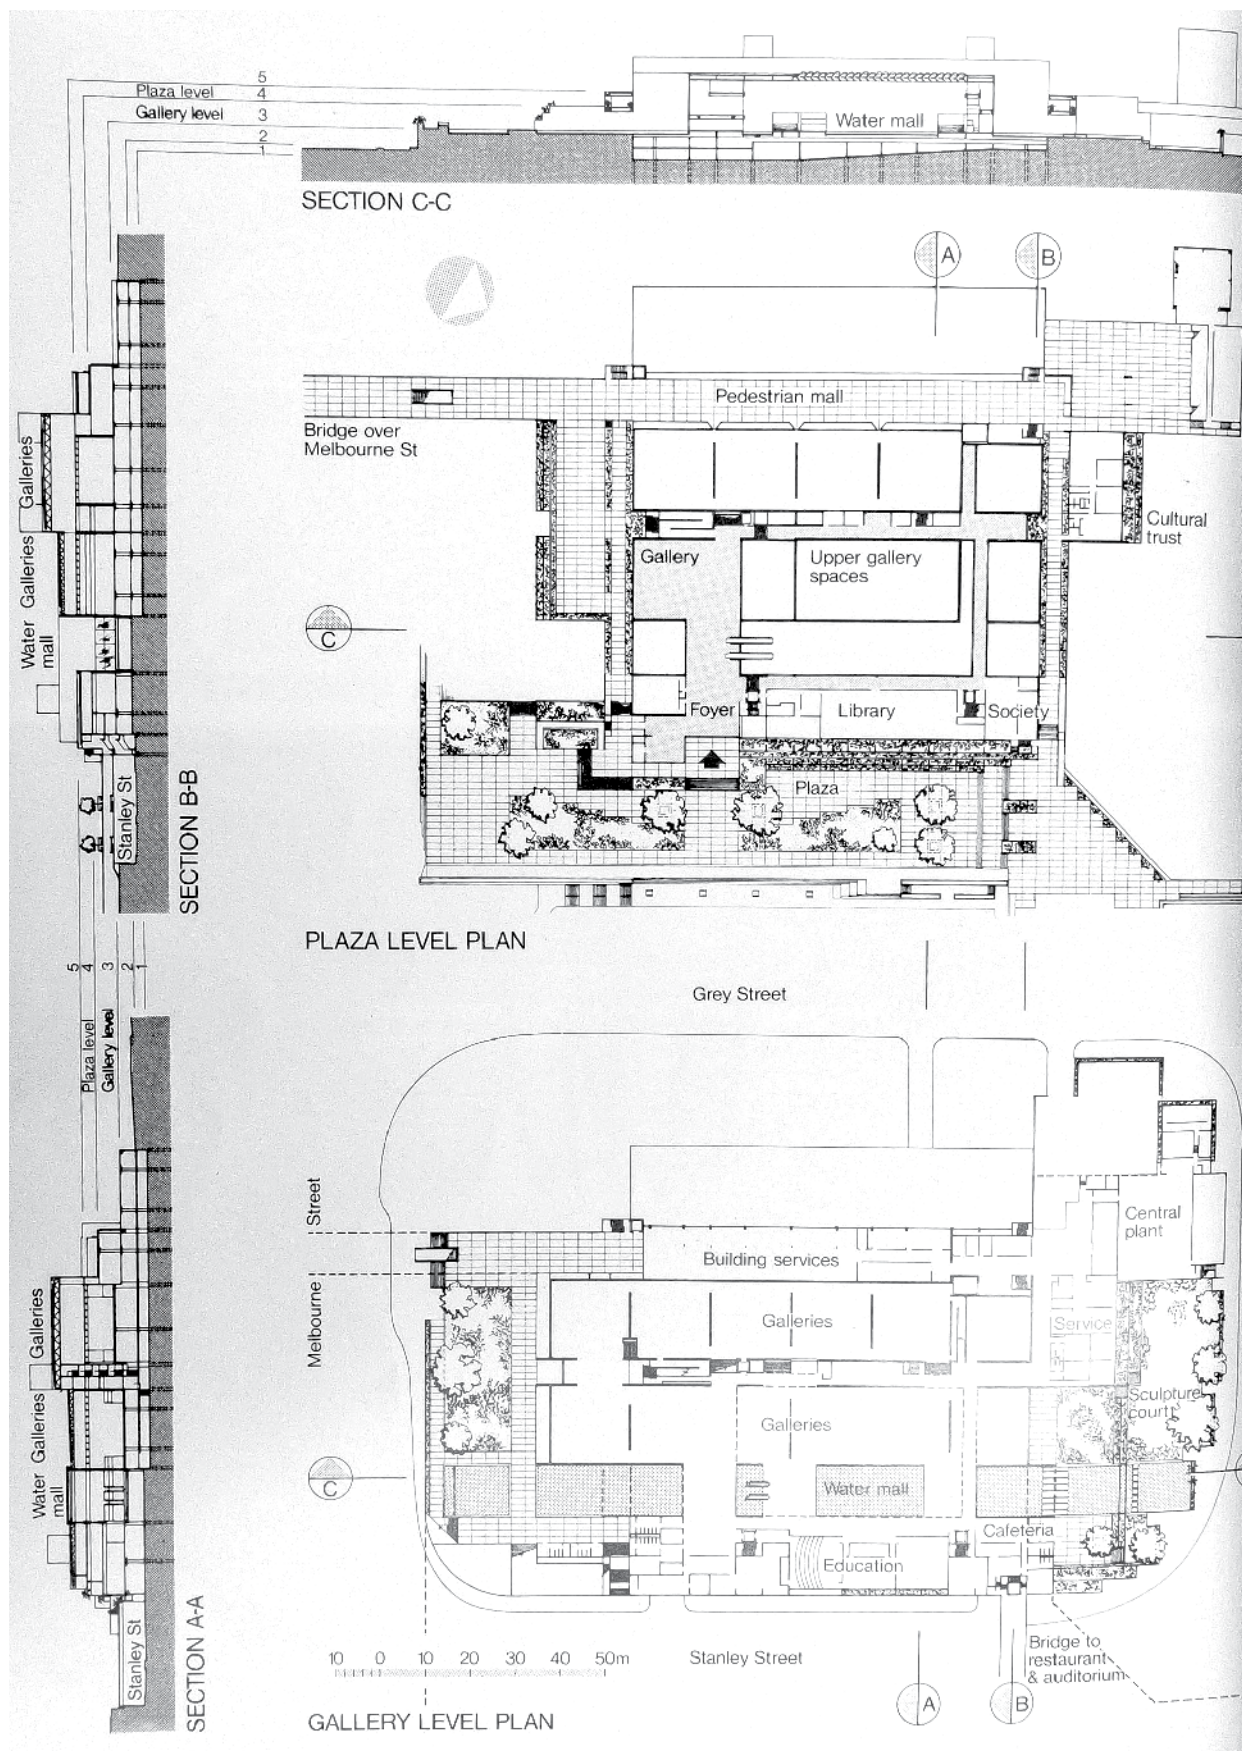 5
Plaza level 4
Gallery level 3
2
1
Water mall
SECTION C-C
A
B
Pedestrian mall
Bridge over
Melbourne St
Cultural
trust
Gallery
Upper gallery
spaces
C
Foyer
Library
Society
Plaza
PLAZA LEVEL PLAN
Galleries
Galleries
Water
mall
Stanley St
SECTION B-B
5
4
3
2
1
Plaza level
Gallery level
Galleries
Galleries
Water
mall
Stanley St
SECTION A-A
Grey Street
Street
Melbourne
Central
plant
Building services
Galleries
Service
Sculpture
court
Galleries
C
Water mall
Cafeteria
Education
10 0 10 20 30 40 50m
Stanley Street
Bridge to
restaurant
& auditorium
A
B
GALLERY LEVEL PLAN